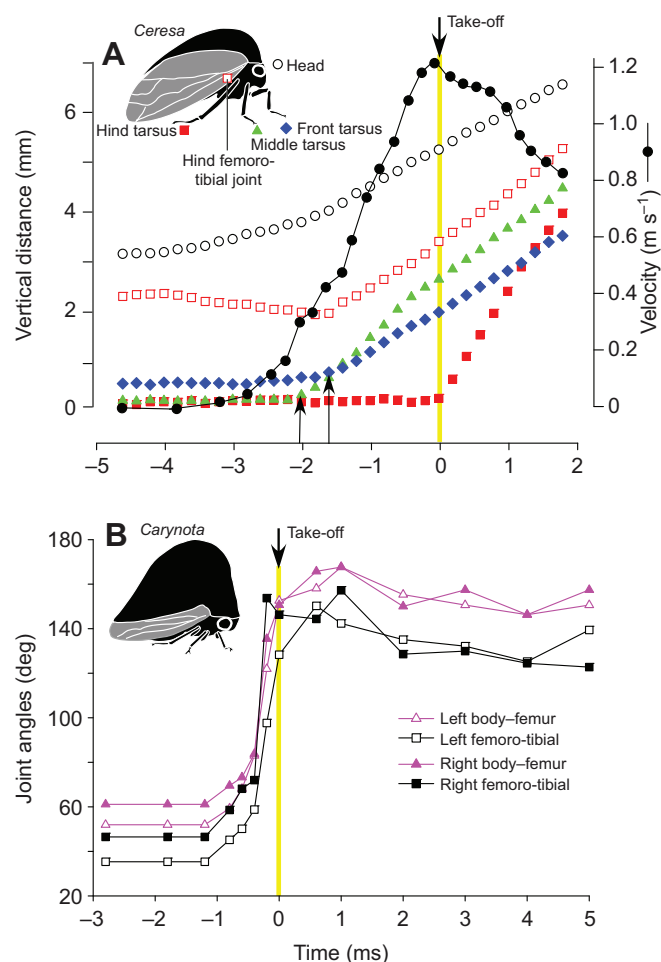 Ceresa
Take-off
A
Head
Hind tarsus
Front tarsus
Middle tarsus
Hind femoro-
tibial joint
Vertical distance (mm)
6
4
2
0
Velocity (m s–1)
1.2
1.0
0.8
0.6
0.4
0.2
0
–5 –4 –3 –2 –1 0 1 2
B
Carynota
Take-off
Joint angles (deg)
180
140
100
60
20
Left body–femur
Left femoro-tibial
Right body–femur
Right femoro-tibial
–3 –2 –1 0 1 2 3 4 5
Time (ms)